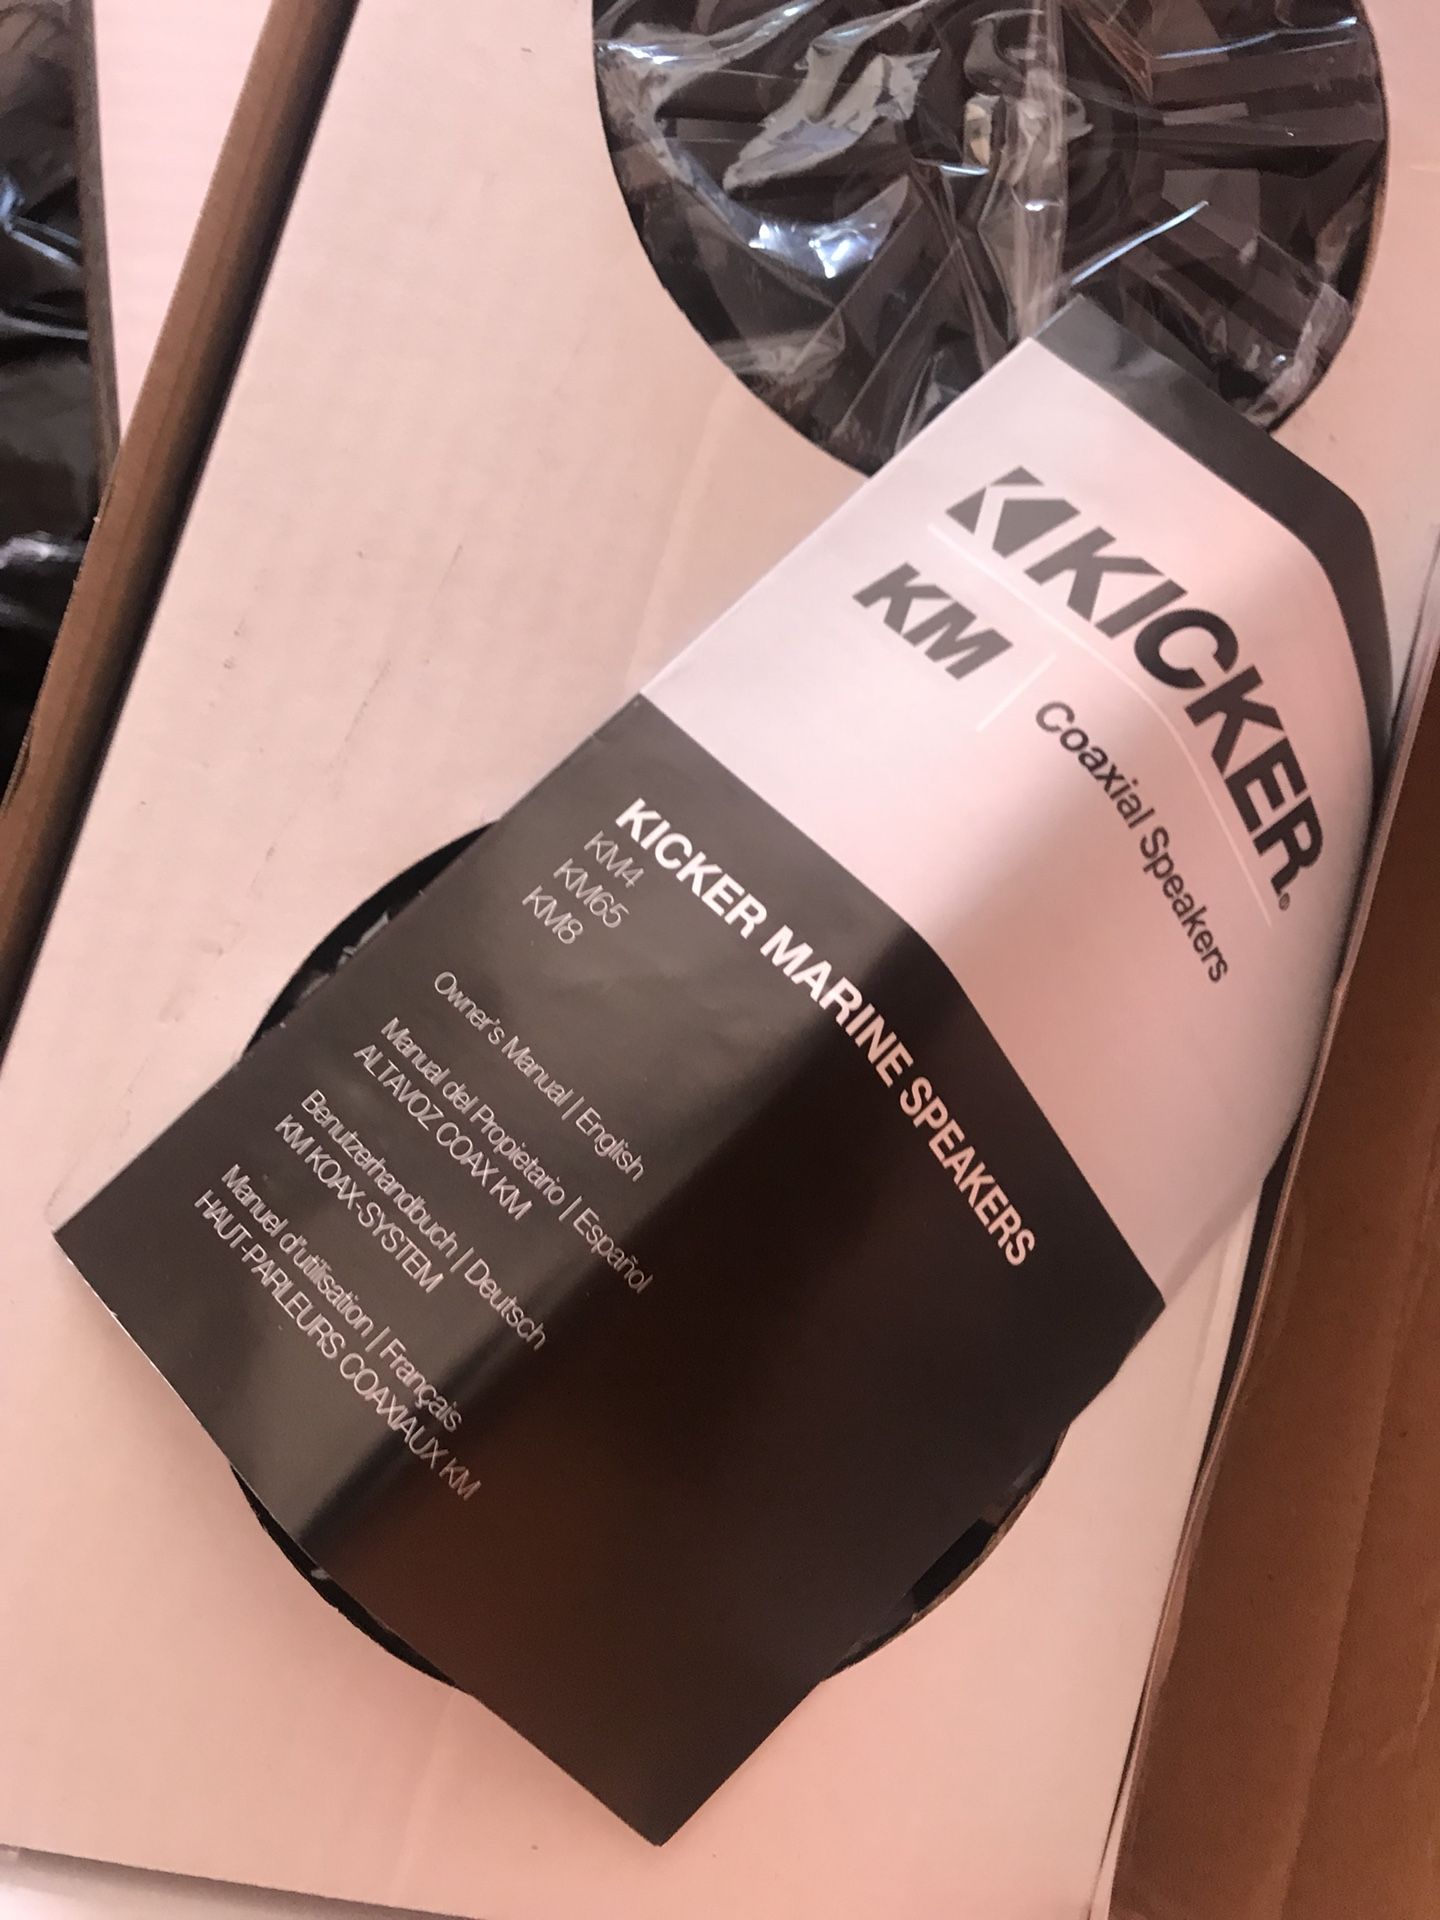 KICKER®
KM
Coaxial Speakers
KICKER MARINE SPEAKERS
KM4
KM65
KM8
Owner's Manual | English
Manual del Propietario | Español
ALTAVOZ COAX KM
Benutzerhandbuch | Deutsch
KM KOAX-SYSTEM
Manuel d'utilisation | Français
HAUT-PARLEURS COAXIAUX KM